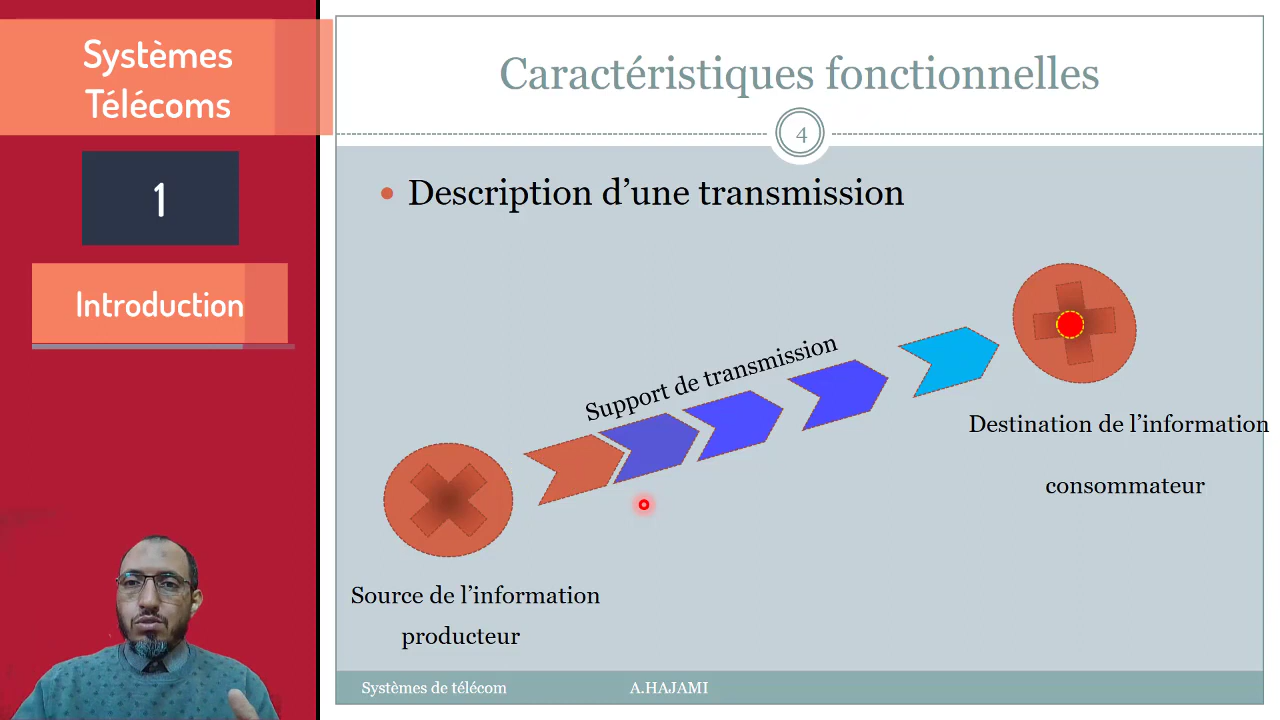 Systèmes
Télécoms
1
Introduction
Caractéristiques fonctionnelles
4
Description d’une transmission
Support de transmission
Destination de l’information
consommateur
Source de l’information
producteur
Systèmes de télécom
A.HAJAMI